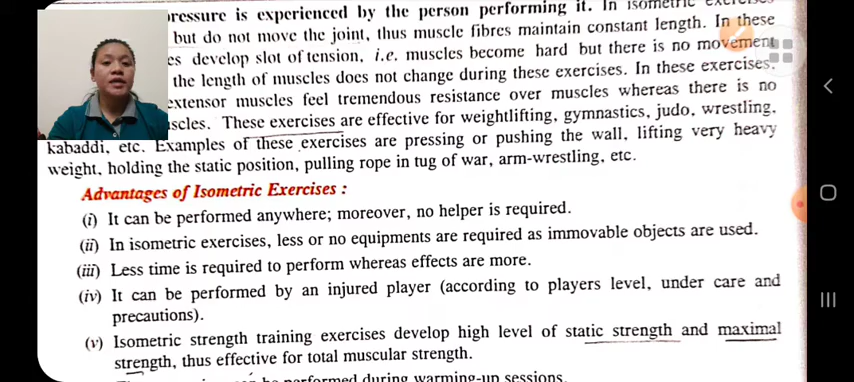 pressure is experienced by the person performing it. In isometric exercises
but do not move the joint, thus muscle fibres maintain constant length. In these
es develop slot of tension, i.e. muscles become hard but there is no movement
the length of muscles does not change during these exercises. In these exercises,
extensor muscles feel tremendous resistance over muscles whereas there is no
scles. These exercises are effective for weightlifting, gymnastics, judo, wrestling,
kabaddi, etc. Examples of these exercises are pressing or pushing the wall, lifting very heavy
weight, holding the static position, pulling rope in tug of war, arm-wrestling, etc.
Advantages of Isometric Exercises :
(i) It can be performed anywhere; moreover, no helper is required.
(ii) In isometric exercises, less or no equipments are required as immovable objects are used.
(iii) Less time is required to perform whereas effects are more.
(iv) It can be performed by an injured player (according to players level, under care and
precautions).
(v) Isometric strength training exercises develop high level of static strength and maximal
strength, thus effective for total muscular strength.
be performed during warming-up sessions.